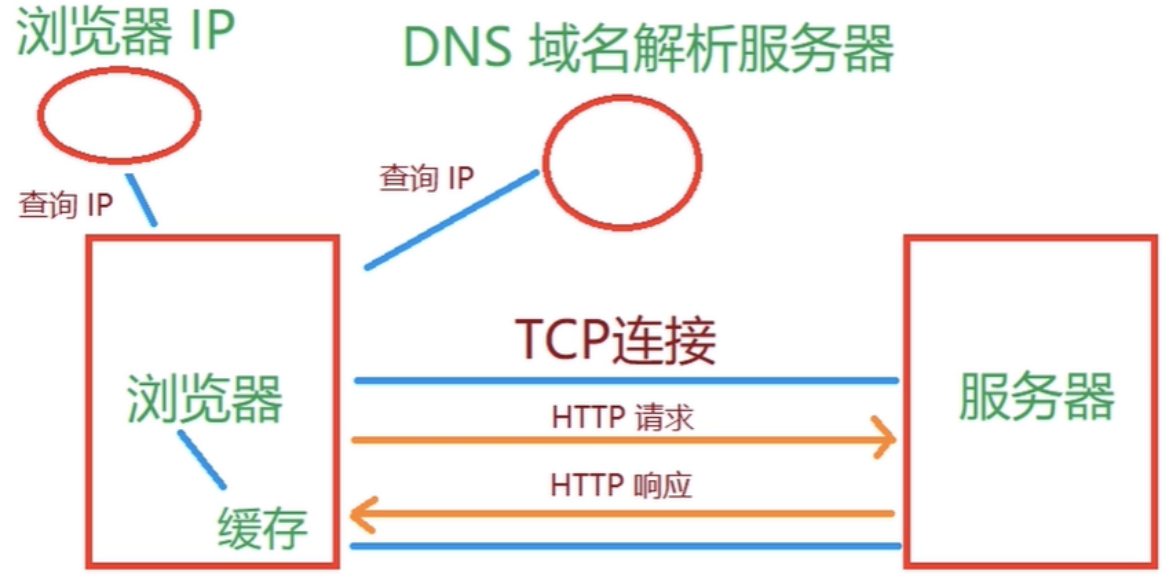 浏览器 IP
DNS 域名解析服务器
查询 IP
查询 IP
TCP连接
浏览器
服务器
HTTP 请求
HTTP 响应
缓存